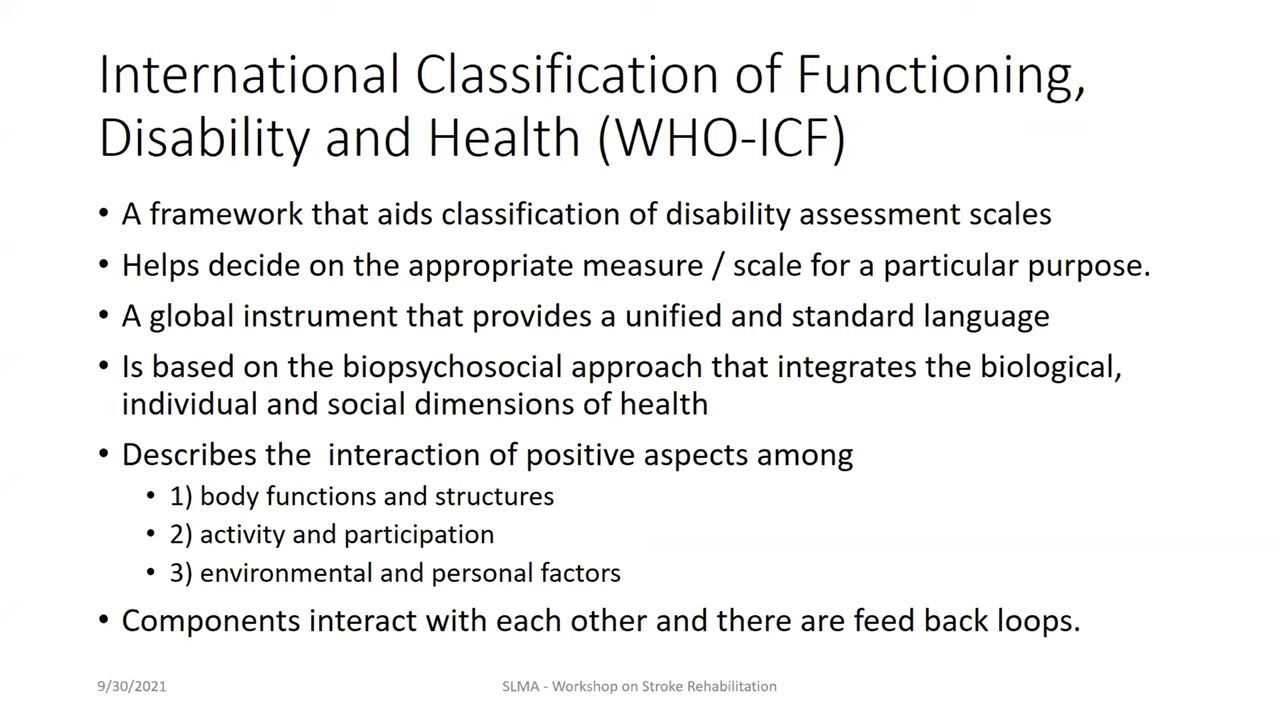 International Classification of Functioning,
Disability and Health (WHO-ICF)
• A framework that aids classification of disability assessment scales
• Helps decide on the appropriate measure / scale for a particular purpose.
• A global instrument that provides a unified and standard language
• Is based on the biopsychosocial approach that integrates the biological,
individual and social dimensions of health
• Describes the  interaction of positive aspects among
• 1) body functions and structures
• 2) activity and participation
• 3) environmental and personal factors
• Components interact with each other and there are feed back loops.
9/30/2021
SLMA - Workshop on Stroke Rehabilitation